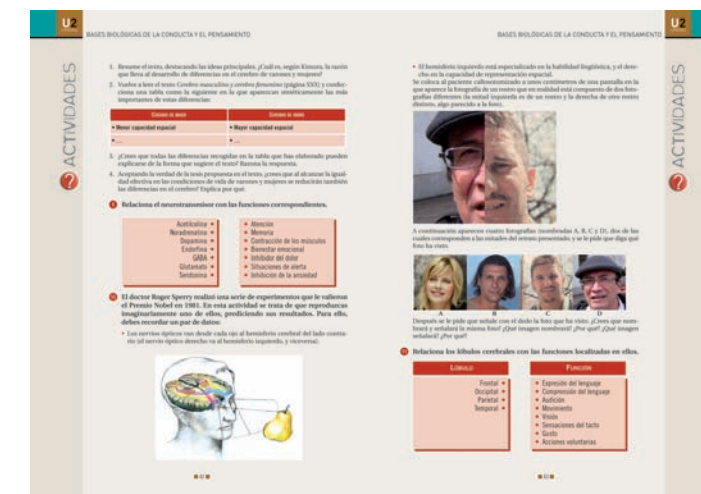 U2
BASES BIOLÓGICAS DE LA CONDUCTA Y EL PENSAMIENTO
ACTIVIDADES
?
1. Resume el texto, destacando las ideas principales. ¿Cuál es, según Kimura, la razón
que lleva al desarrollo de diferencias en el cerebro de varones y mujeres?
2. Vuelve a leer el texto Cerebro masculino y cerebro femenino (página XXX) y confec-
ciona una tabla como la siguiente en la que aparezcan sintéticamente las más
importantes de estas diferencias:
CEREBRO DE MUJER
CEREBRO DE VARÓN
• Menor capacidad espacial
• Mayor capacidad espacial
• ...
• ...
3. ¿Crees que todas las diferencias recogidas en la tabla que has elaborado pueden
explicarse de la forma que sugiere el texto? Razona la respuesta.
4. Aceptando la verdad de la tesis propuesta en el texto, ¿crees que al alcanzar la igual-
dad efectiva en las condiciones de vida de varones y mujeres se reducirán también
las diferencias en el cerebro? Explica por qué.
Relaciona el neurotransmisor con las funciones correspondientes.
Acetilcolina •
Noradrenalina •
Dopamina •
Endorfina •
GABA •
Glutamato •
Serotonina •
• Atención
• Memoria
• Contracción de los músculos
• Bienestar emocional
• Inhibidor del dolor
• Situaciones de alerta
• Inhibición de la ansiedad
El doctor Roger Sperry realizó una serie de experimentos que le valieron
el Premio Nobel en 1981. En esta actividad se trata de que reproduzcas
imaginariamente uno de ellos, prediciendo sus resultados. Para ello,
debes recordar un par de datos:
• Los nervios ópticos van desde cada ojo al hemisferio cerebral del lado contra-
rio (el nervio óptico derecho va al hemisferio izquierdo, y viceversa).
BASES BIOLÓGICAS DE LA CONDUCTA Y EL PENSAMIENTO
U2
ACTIVIDADES
?
• El hemisferio izquierdo está especializado en la habilidad lingüística, y el dere-
cho en la capacidad de representación espacial.
Se coloca al paciente callosotomizado a unos centímetros de una pantalla en la
que aparece la fotografía de un rostro que en realidad está compuesto de dos foto-
grafías diferentes (la mitad izquierda es de un rostro y la derecha de otro rostro
distinto, algo parecido a la foto).
A continuación aparecen cuatro fotografías (nombradas A, B, C y D), dos de las
cuales corresponden a las mitades del retrato presentado, y se le pide que diga qué
foto ha visto.
A B C D
Después se le pide que señale con el dedo la foto que ha visto. ¿Crees que nom-
brará y señalará la misma foto? ¿Qué imagen nombrará? ¿Por qué? ¿Qué imagen
señalará? ¿Por qué?
Relaciona los lóbulos cerebrales con las funciones localizadas en ellos.
LÓBULO
FUNCIÓN
Frontal •
Occipital •
Parietal •
Temporal •
• Expresión del lenguaje
• Comprensión del lenguaje
• Audición
• Movimiento
• Visión
• Sensaciones del tacto
• Gusto
• Acciones voluntarias